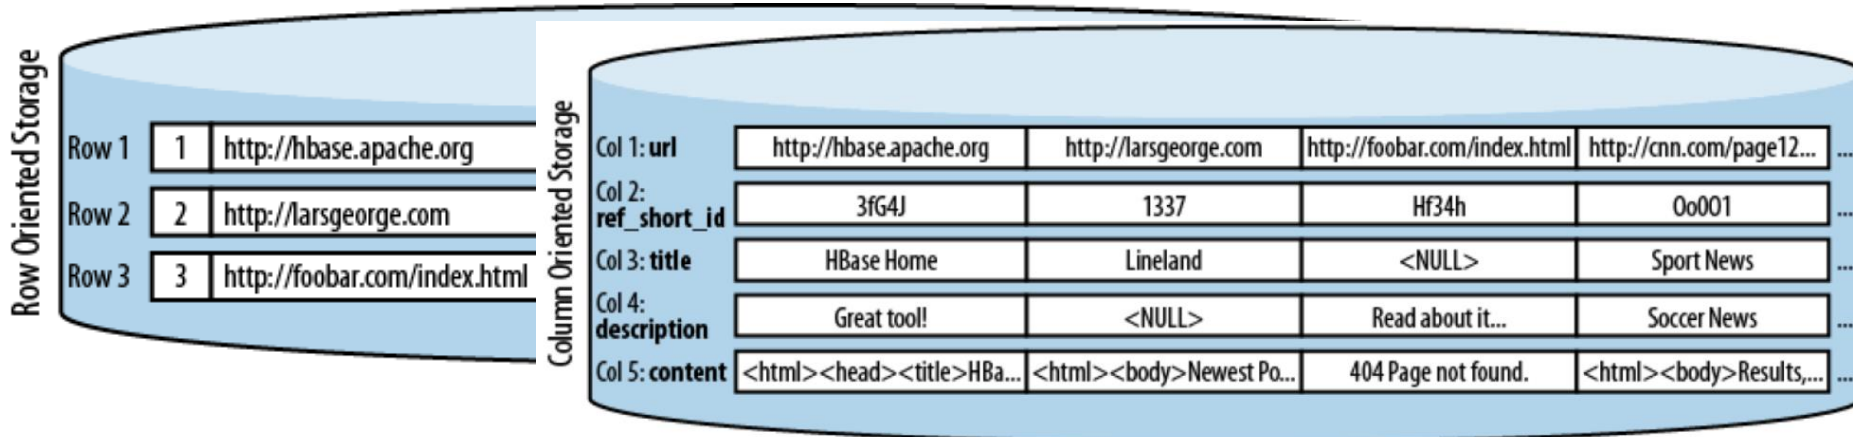 Row Oriented Storage
Row 1 1 http://hbase.apache.org
Row 2 2 http://larsgeorge.com
Row 3 3 http://foobar.com/index.html
Column Oriented Storage
Col 1: url http://hbase.apache.org http://larsgeorge.com http://foobar.com/index.html http://cnn.com/page12... ...
Col 2:
ref_short_id 3fG4J 1337 Hf34h Oo001 ...
Col 3: title HBase Home Lineland <NULL> Sport News ...
Col 4:
description Great tool! <NULL> Read about it... Soccer News ...
Col 5: content <html><head><title>HBa... <html><body>Newest Po... 404 Page not found. <html><body>Results,... ...